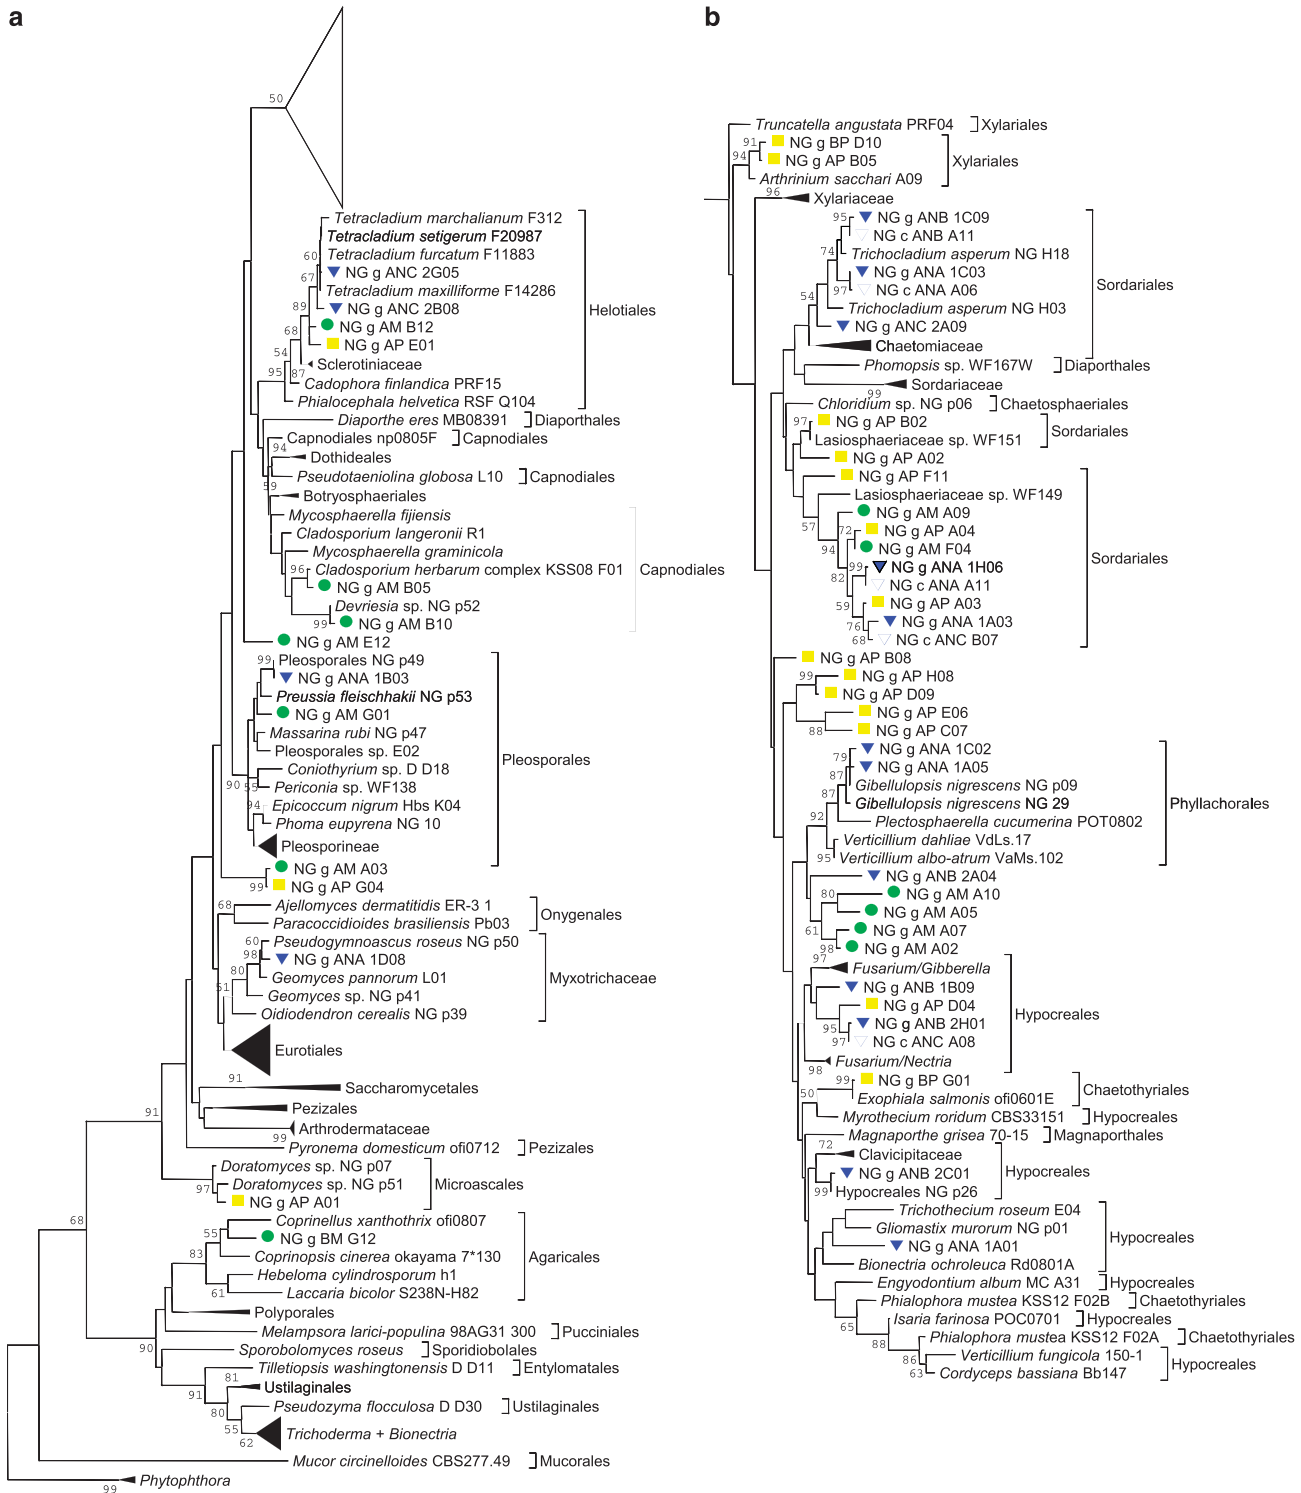 a
50
Tetracladium marchalianum F312
Tetracladium setigerum F20987
60
Tetracladium furcatum F11883
NG g ANC 2G05
67
Tetracladium maxilliforme F14286
Helotiales
89
NG g ANC 2B08
NG g AM B12
68
NG g AP E01
54
Sclerotiniaceae
95
87
Cadophora finlandica PRF15
Phialocephala helvetica RSF Q104
Diaporthe eres MB08391
Diaporthales
Capnodiales np0805F
Capnodiales
94
Dothideales
Pseudotaeniolina globosa L10
Capnodiales
59
Botryosphaeriales
Mycosphaerella fijiensis
Cladosporium langeronii R1
Mycosphaerella graminicola
96
Cladosporium herbarum complex KSS08 F01
Capnodiales
NG g AM B05
Devriesia sp. NG p52
99
NG g AM B10
NG g AM E12
99
Pleosporales NG p49
NG g ANA 1B03
Preussia fleischhakii NG p53
NG g AM G01
Massarina rubi NG p47
Pleosporales sp. E02
Pleosporales
Coniothyrium sp. D D18
90
55
Periconia sp. WF138
94
Epicoccum nigrum Hbs K04
Phoma eupyrena NG 10
Pleosporineae
NG g AM A03
99
NG g AP G04
68
Ajellomyces dermatitidis ER-3 1
Onygenales
Paracoccidioides brasiliensis Pb03
60
Pseudogymnoascus roseus NG p50
98
NG g ANA 1D08
80
Geomyces pannorum L01
Myxotrichaceae
51
Geomyces sp. NG p41
Oidiodendron cerealis NG p39
Eurotiales
91
Saccharomycetales
Pezizales
91
Arthrodermataceae
99
Pyronema domesticum ofi0712
Pezizales
Doratomyces sp. NG p07
97
Doratomyces sp. NG p51
Microascales
NG g AP A01
68
Coprinellus xanthothrix ofi0807
55
NG g BM G12
83
Coprinopsis cinerea okayama 7*130
Agaricales
Hebeloma cylindrosporum h1
61
Laccaria bicolor S238N-H82
Polyporales
Melampsora larici-populina 98AG31 300
Pucciniales
90
Sporobolomyces roseus
Sporidiobolales
Tilletiopsis washingtonensis D D11
Entylomatales
81
Ustilaginales
91
Pseudozyma flocculosa D D30
Ustilaginales
80
55
Trichoderma + Bionectria
62
Mucor circinelloides CBS277.49
Mucorales
99
Phytophthora
b
Truncatella angustata PRF04
Xylariales
91
NG g BP D10
94
NG g AP B05
Xylariales
Arthrinium sacchari A09
96
Xylariaceae
95
NG g ANB 1C09
NG c ANB A11
74
Trichocladium asperum NG H18
NG g ANA 1C03
97
NG c ANA A06
Sordariales
54
Trichocladium asperum NG H03
NG g ANC 2A09
Chaetomiaceae
Phomopsis sp. WF167W
Diaporthales
99
Sordariaceae
Chloridium sp. NG p06
Chaetosphaeriales
97
NG g AP B02
Lasiosphaeriaceae sp. WF151
Sordariales
NG g AP A02
NG g AP F11
Lasiosphaeriaceae sp. WF149
57
NG g AM A09
72
NG g AP A04
94
NG g AM F04
Sordariales
99
NG g ANA 1H06
82
NG c ANA A11
59
NG g AP A03
76
NG g ANA 1A03
68
NG c ANC B07
NG g AP B08
99
NG g AP H08
NG g AP D09
NG g AP E06
88
NG g AP C07
79
NG g ANA 1C02
87
NG g ANA 1A05
Gibellulopsis nigrescens NG p09
87
Gibellulopsis nigrescens NG 29
Phyllachorales
92
Plectosphaerella cucumerina POT0802
Verticillium dahliae VdLs.17
95
Verticillium albo-atrum VaMs.102
NG g ANB 2A04
80
NG g AM A10
NG g AM A05
61
NG g AM A07
98
NG g AM A02
97
Fusarium/Gibberella
NG g ANB 1B09
NG g AP D04
Hypocreales
95
NG g ANB 2H01
97
NG c ANC A08
98
Fusarium/Nectria
99
NG g BP G01
50
Exophiala salmonis ofi0601E
Chaetothyriales
Myrothecium roridum CBS33151
Hypocreales
Magnaporthe grisea 70-15
Magnaporthales
72
Clavicipitaceae
NG g ANB 2C01
Hypocreales
99
Hypocreales NG p26
Trichothecium roseum E04
Gliomastix murorum NG p01
Hypocreales
NG g ANA 1A01
Bionectria ochroleuca Rd0801A
Engyodontium album MC A31
Hypocreales
Phialophora mustea KSS12 F02B
Chaetothyriales
65
Isaria farinosa POC0701
Hypocreales
88
Phialophora mustea KSS12 F02A
Chaetothyriales
86
Verticillium fungicola 150-1
Hypocreales
63
Cordyceps bassiana Bb147